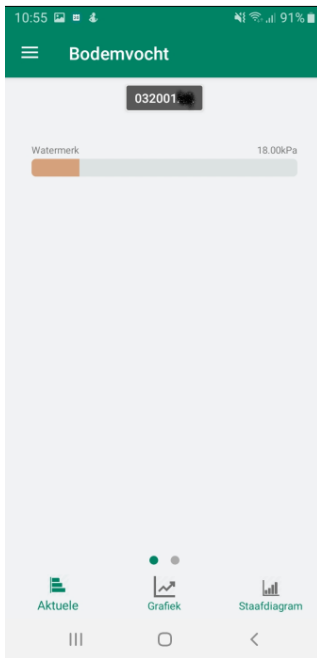 10:55 91%
Bodemvocht
032001.
Watermerk 18.00kPa
Aktuele Grafiek Staafdiagram